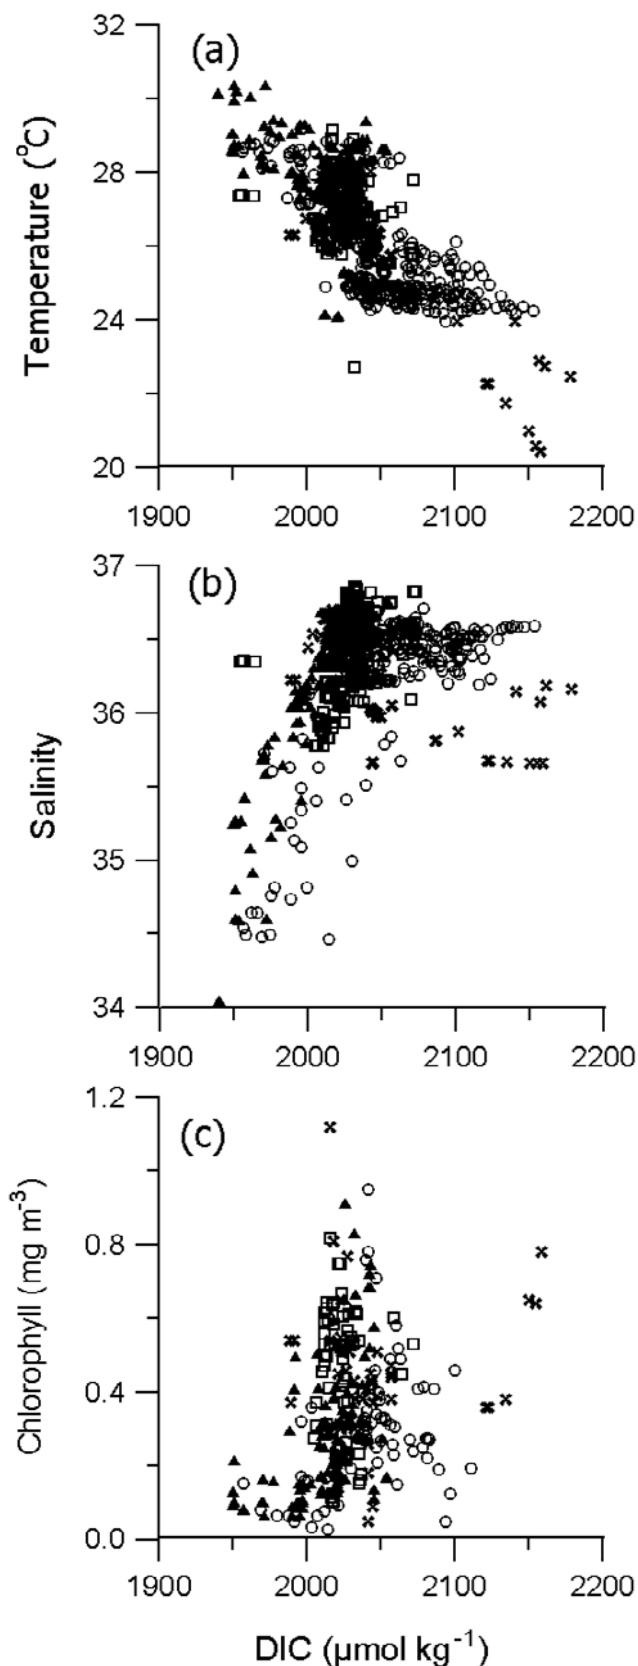 32
(a)
28
24
20
Temperature (°C)
1900 2000 2100 2200
37
(b)
36
35
34
Salinity
1900 2000 2100 2200
1.2
(c)
0.8
0.4
0.0
Chlorophyll (mg m⁻³)
1900 2000 2100 2200
DIC (µmol kg⁻¹)